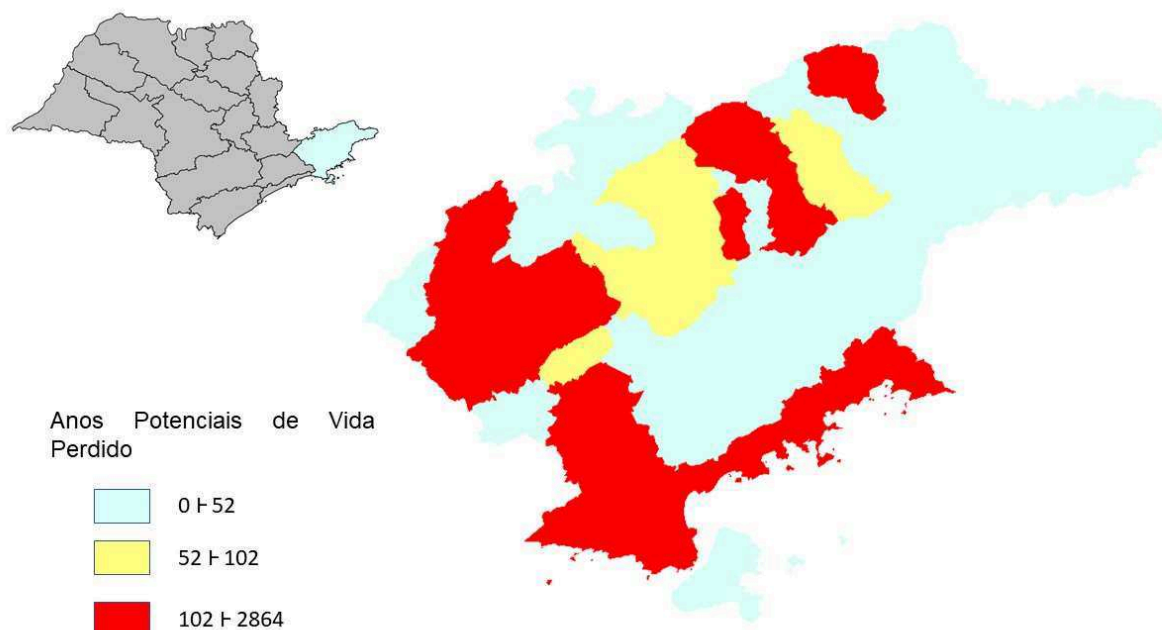 Anos Potenciais de Vida
Perdido
0 ⊦ 52
52 ⊦ 102
102 ⊦ 2864